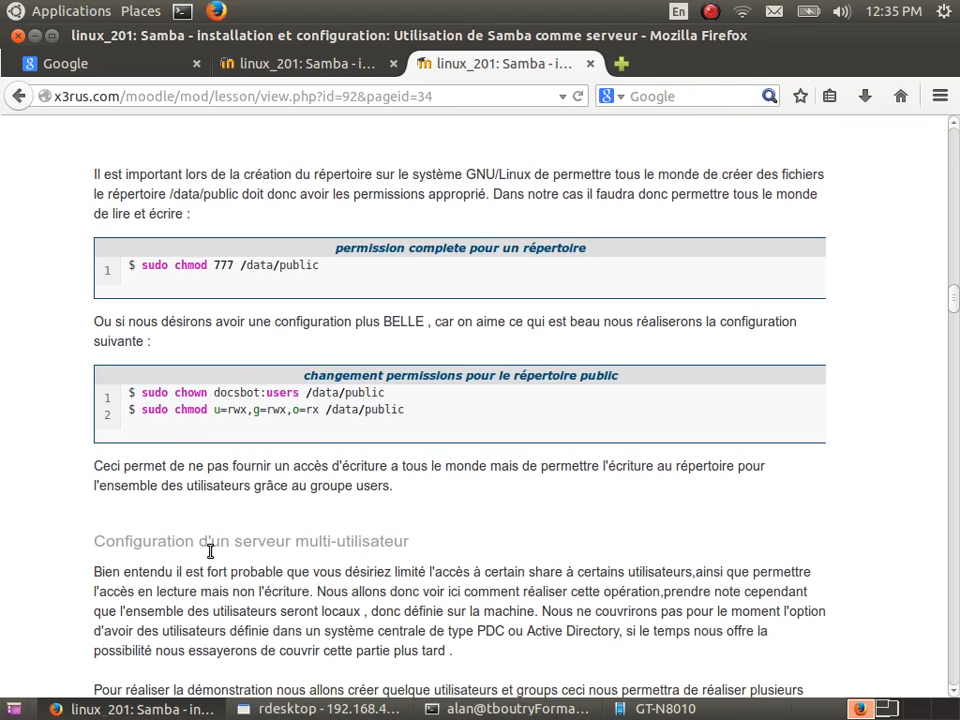 Applications Places En 12:35 PM
linux_201: Samba - installation et configuration: Utilisation de Samba comme serveur - Mozilla Firefox
Google linux_201: Samba - i... linux_201: Samba - i...
x3rus.com/moodle/mod/lesson/view.php?id=92&pageid=34 Google
Il est important lors de la création du répertoire sur le système GNU/Linux de permettre tous le monde de créer des fichiers
le répertoire /data/public doit donc avoir les permissions approprié. Dans notre cas il faudra donc permettre tous le monde
de lire et écrire :
permission complete pour un répertoire
1 $ sudo chmod 777 /data/public
Ou si nous désirons avoir une configuration plus BELLE , car on aime ce qui est beau nous réaliserons la configuration
suivante :
changement permissions pour le répertoire public
1 $ sudo chown docsbot:users /data/public
2 $ sudo chmod u=rwx,g=rwx,o=rx /data/public
Ceci permet de ne pas fournir un accès d'écriture a tous le monde mais de permettre l'écriture au répertoire pour
l'ensemble des utilisateurs grâce au groupe users.
Configuration d'un serveur multi-utilisateur
Bien entendu il est fort probable que vous désiriez limité l'accès à certain share à certains utilisateurs,ainsi que permettre
l'accès en lecture mais non l'écriture. Nous allons donc voir ici comment réaliser cette opération,prendre note cependant
que l'ensemble des utilisateurs seront locaux , donc définie sur la machine. Nous ne couvrirons pas pour le moment l'option
d'avoir des utilisateurs définie dans un système centrale de type PDC ou Active Directory, si le temps nous offre la
possibilité nous essayerons de couvrir cette partie plus tard .
Pour réaliser la démonstration nous allons créer quelque utilisateurs et groups ceci nous permettra de réaliser plusieurs
linux_201: Samba - in... rdesktop - 192.168.4... alan@tboutryForma... GT-N8010